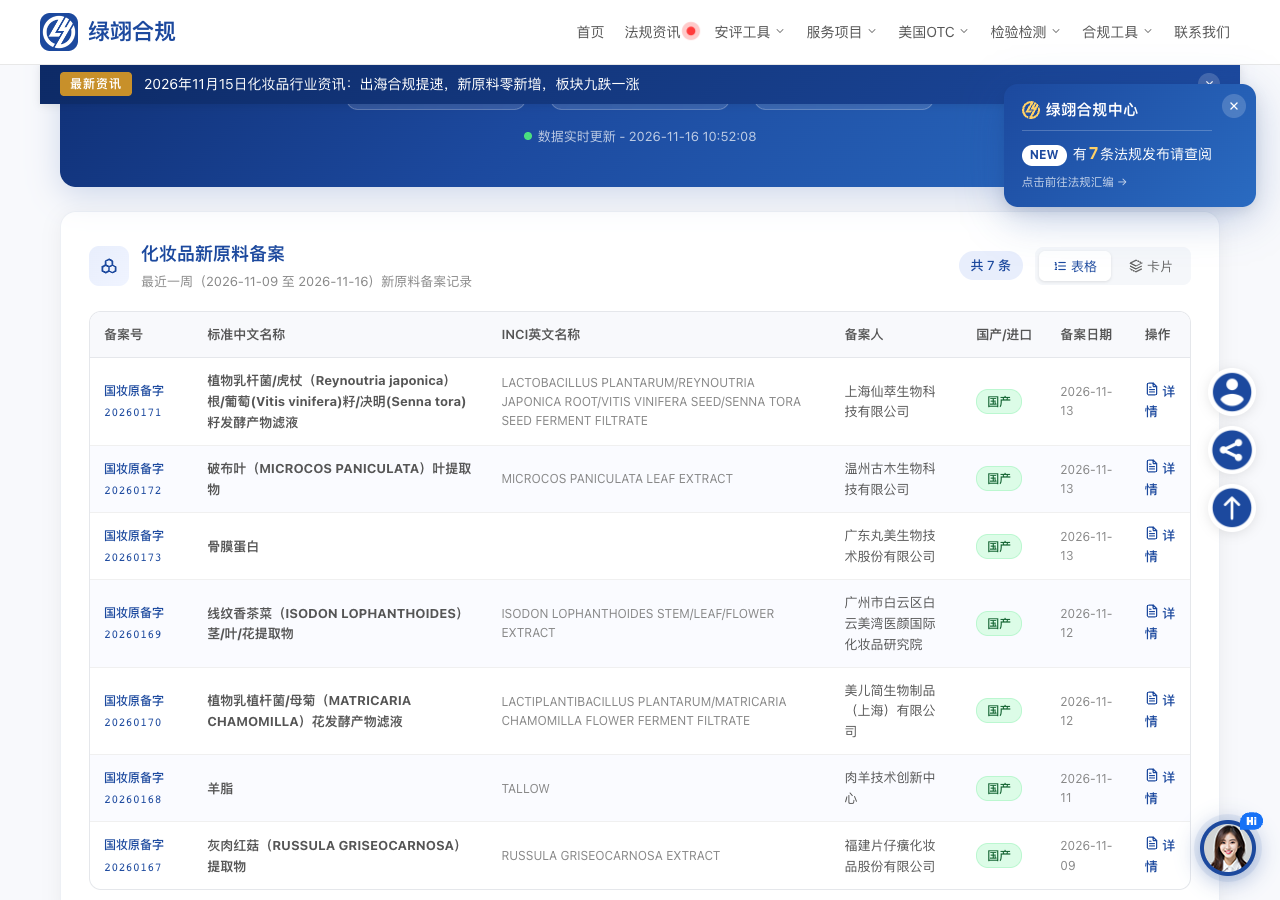 绿翊合规
首页 法规资讯 安评工具 服务项目 美国OTC 检验检测 合规工具 联系我们
最新资讯 2026年11月15日化妆品行业资讯：出海合规提速，新原料零新增，板块九跌一涨
数据实时更新 - 2026-11-16 10:52:08
绿翊合规中心
NEW 有7条法规发布请查阅
点击前往法规汇编 →
化妆品新原料备案
最近一周（2026-11-09 至 2026-11-16）新原料备案记录
共 7 条 表格 卡片
备案号 标准中文名称 INCI英文名称 备案人 国产/进口 备案日期 操作
国妆原备字
20260171
植物乳杆菌/虎杖（Reynoutria japonica）
根/葡萄(Vitis vinifera)籽/决明(Senna tora)
籽发酵产物滤液
LACTOBACILLUS PLANTARUM/REYNOUTRIA
JAPONICA ROOT/VITIS VINIFERA SEED/SENNA TORA
SEED FERMENT FILTRATE
上海仙萃生物科
技有限公司
国产
2026-11-
13
详
情
国妆原备字
20260172
破布叶（MICROCOS PANICULATA）叶提取
物
MICROCOS PANICULATA LEAF EXTRACT
温州古木生物科
技有限公司
国产
2026-11-
13
详
情
国妆原备字
20260173
骨膜蛋白
广东丸美生物技
术股份有限公司
国产
2026-11-
13
详
情
国妆原备字
20260169
线纹香茶菜（ISODON LOPHANTHOIDES）
茎/叶/花提取物
ISODON LOPHANTHOIDES STEM/LEAF/FLOWER
EXTRACT
广州市白云区白
云美湾医颜国际
化妆品研究院
国产
2026-11-
12
详
情
国妆原备字
20260170
植物乳植杆菌/母菊（MATRICARIA
CHAMOMILLA）花发酵产物滤液
LACTIPLANTIBACILLUS PLANTARUM/MATRICARIA
CHAMOMILLA FLOWER FERMENT FILTRATE
美儿简生物制品
（上海）有限公
司
国产
2026-11-
12
详
情
国妆原备字
20260168
羊脂
TALLOW
肉羊技术创新中
心
国产
2026-11-
11
详
情
国妆原备字
20260167
灰肉红菇（RUSSULA GRISEOCARNOSA）
提取物
RUSSULA GRISEOCARNOSA EXTRACT
福建片仔癀化妆
品股份有限公司
国产
2026-11-
09
详
情
Hi